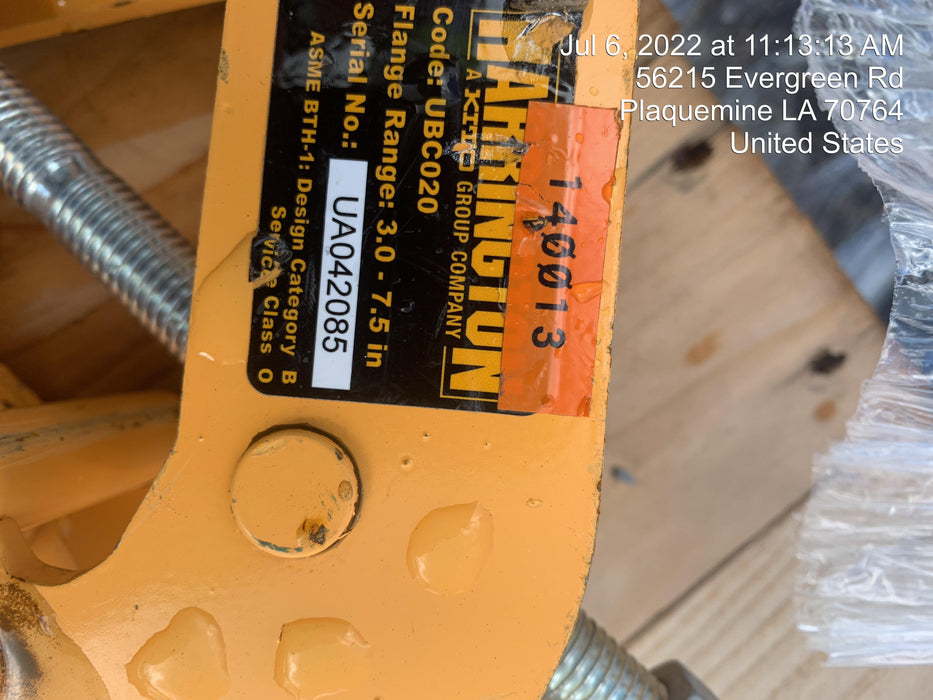 Jul 6, 2022 at 11:13:13 AM
56215 Evergreen Rd
Plaquemine LA 70764
United States
140013
HARRINGTON
A KITO GROUP COMPANY
Code: UBC020
Flange Range: 3.0 - 7.5 in
Serial No.: UA042085
ASME BTH-1: Design Category B
Service Class 0